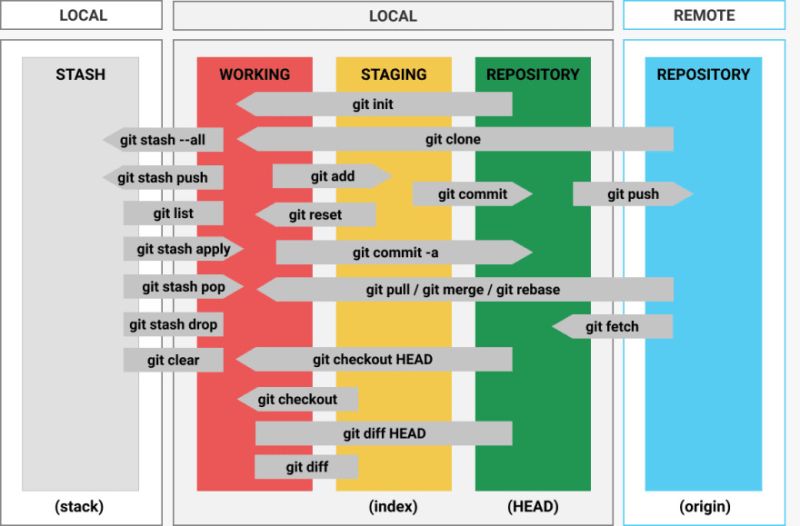 LOCAL LOCAL REMOTE
STASH WORKING STAGING REPOSITORY REPOSITORY
git init
git stash --all git clone
git stash push git add
git commit git push
git list git reset
git stash apply git commit -a
git stash pop git pull / git merge / git rebase
git stash drop git fetch
git clear git checkout HEAD
git checkout
git diff HEAD
git diff
(stack) (index) (HEAD) (origin)